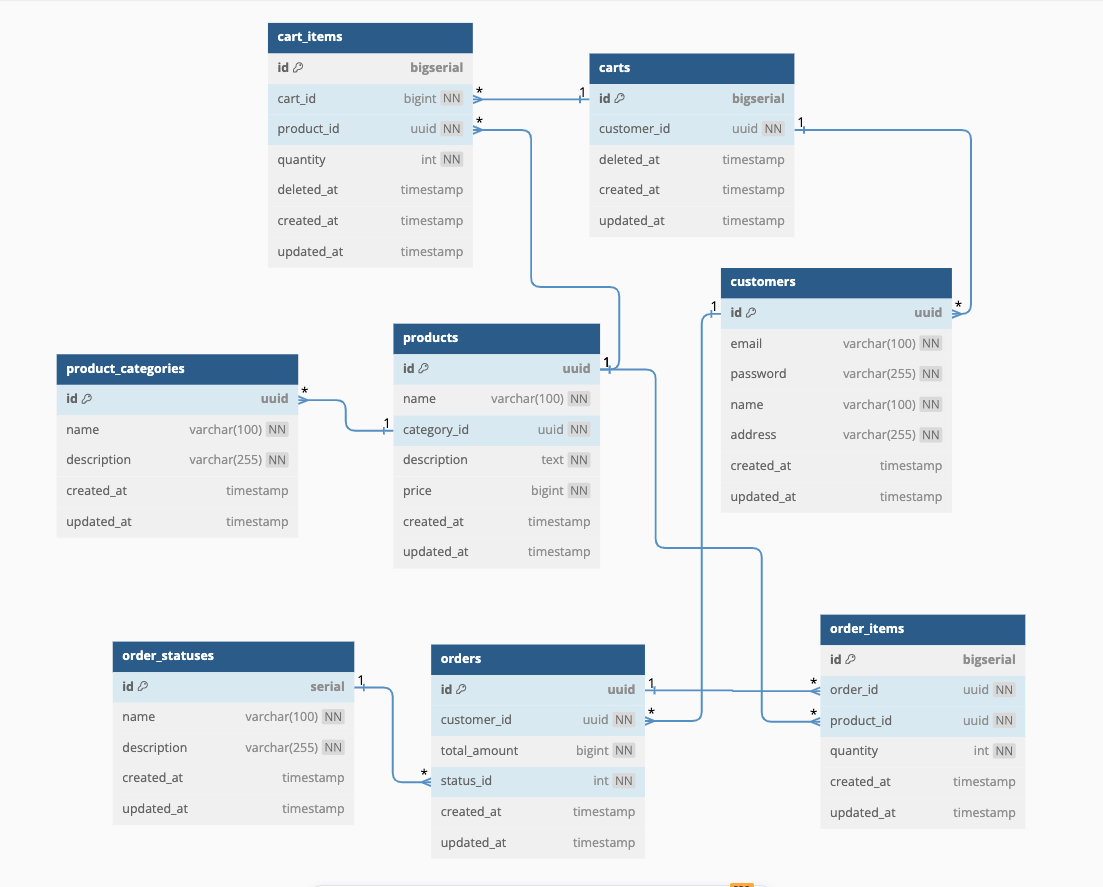 cart_items
id bigserial
cart_id bigint NN
product_id uuid NN
quantity int NN
deleted_at timestamp
created_at timestamp
updated_at timestamp
*
*
1
carts
id bigserial
customer_id uuid NN
deleted_at timestamp
created_at timestamp
updated_at timestamp
1
customers
id uuid
email varchar(100) NN
password varchar(255) NN
name varchar(100) NN
address varchar(255) NN
created_at timestamp
updated_at timestamp
1
*
products
id uuid
name varchar(100) NN
category_id uuid NN
description text NN
price bigint NN
created_at timestamp
updated_at timestamp
1
1
product_categories
id uuid
name varchar(100) NN
description varchar(255) NN
created_at timestamp
updated_at timestamp
*
order_statuses
id serial
name varchar(100) NN
description varchar(255) NN
created_at timestamp
updated_at timestamp
1
orders
id uuid
customer_id uuid NN
total_amount bigint NN
status_id int NN
created_at timestamp
updated_at timestamp
1
*
*
order_items
id bigserial
order_id uuid NN
product_id uuid NN
quantity int NN
created_at timestamp
updated_at timestamp
*
*